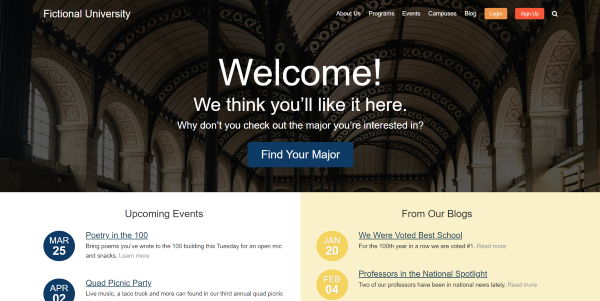 Fictional University
About Us Programs Events Campuses Blog Login Sign Up
Welcome!
We think you'll like it here.
Why don't you check out the major you're interested in?
Find Your Major
Upcoming Events
MAR
25
Poetry in the 100
Bring poems you've wrote to the 100 building this Tuesday for an open mic
and snacks. Learn more
APR
02
Quad Picnic Party
Live music, a taco truck and more can found in our third annual quad picnic
From Our Blogs
JAN
20
We Were Voted Best School
For the 100th year in a row we are voted #1. Read more
FEB
04
Professors in the National Spotlight
Two of our professors have been in national news lately. Read more